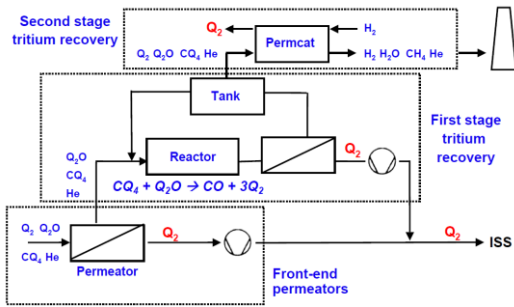 Second stage
tritium recovery
Q₂
H₂
Permcat
Q₂ Q₂O CQ₄ He
H₂ H₂O CH₄ He
Tank
First stage
tritium
recovery
Q₂O
CQ₄
He
Reactor
Q₂
CQ₄ + Q₂O → CO + 3Q₂
Q₂ Q₂O
CQ₄ He
Permeator
Q₂
Q₂
ISS
Front-end
permeators